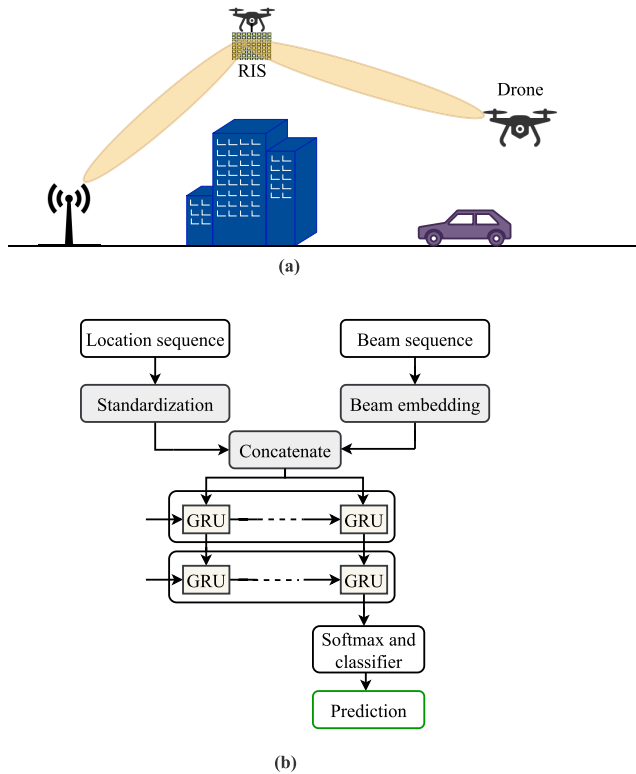 RIS
Drone
(a)
Location sequence
Beam sequence
Standardization
Beam embedding
Concatenate
GRU
GRU
GRU
GRU
Softmax and
classifier
Prediction
(b)